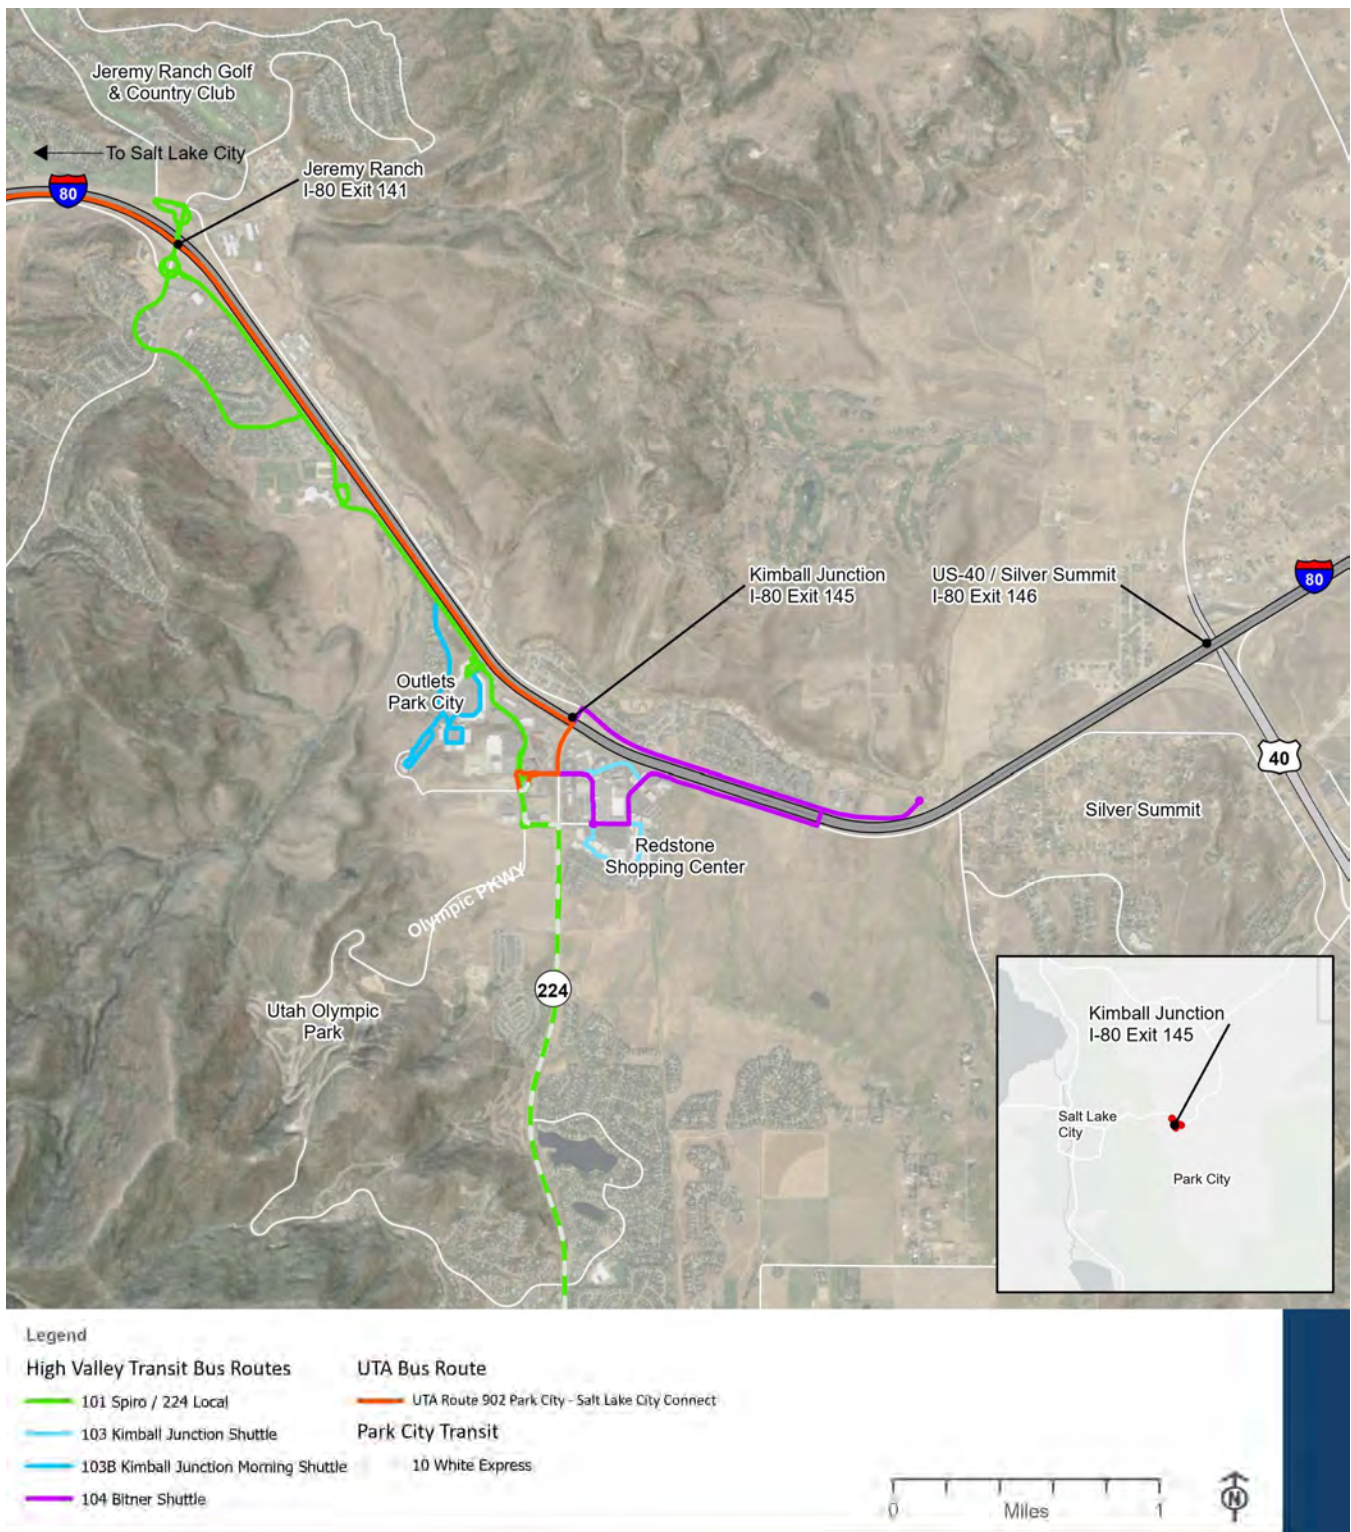 Jeremy Ranch Golf
& Country Club
To Salt Lake City
Jeremy Ranch
I-80 Exit 141
80
Kimball Junction
I-80 Exit 145
US-40 / Silver Summit
I-80 Exit 146
80
Outlets
Park City
40
Silver Summit
Redstone
Shopping Center
Olympic PKWY
224
Utah Olympic
Park
Kimball Junction
I-80 Exit 145
Salt Lake
City
Park City
Legend
High Valley Transit Bus Routes
101 Spiro / 224 Local
103 Kimball Junction Shuttle
103B Kimball Junction Morning Shuttle
104 Bitner Shuttle
UTA Bus Route
UTA Route 902 Park City - Salt Lake City Connect
Park City Transit
10 White Express
0 Miles 1
N